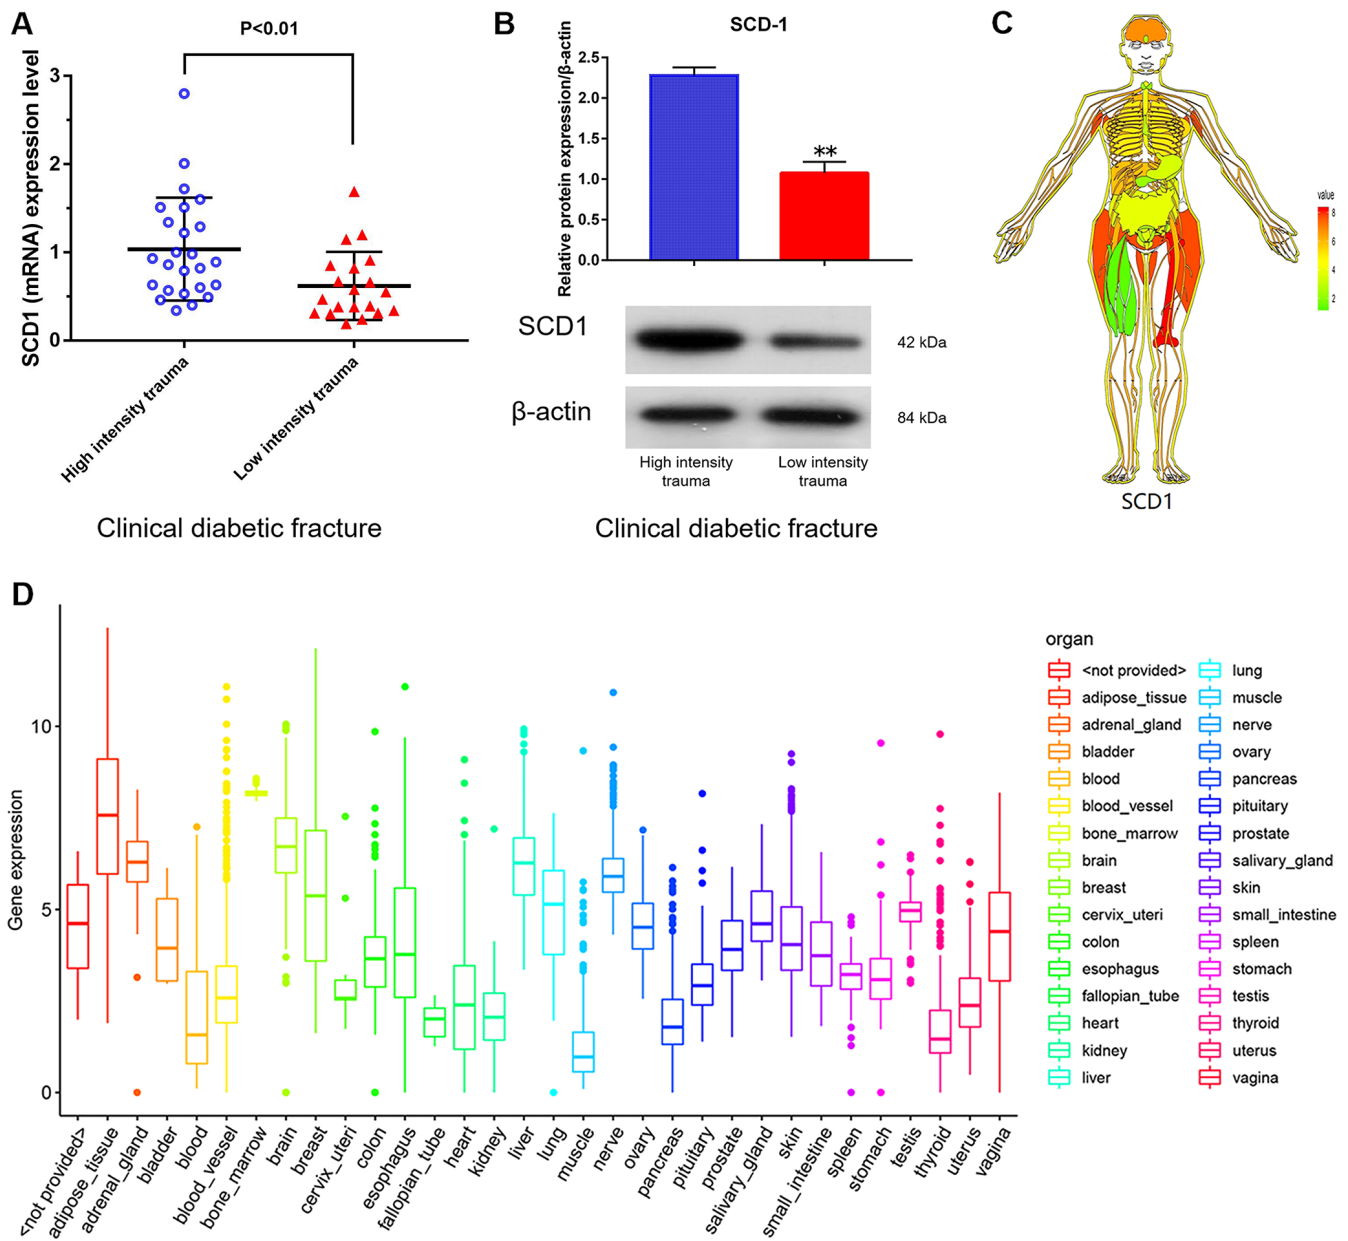 A
P<0.01
SCD1 (mRNA) expression level
3
2
1
0
High intensity trauma
Low intensity trauma
Clinical diabetic fracture
B
SCD-1
Relative protein expression/β-actin
2.5
2.0
1.5
1.0
0.5
0.0
**
SCD1
42 kDa
β-actin
84 kDa
High intensity
trauma
Low intensity
trauma
Clinical diabetic fracture
C
value
8
6
4
2
SCD1
D
Gene expression
10
5
0
<not provided>
adipose_tissue
adrenal_gland
bladder
blood
blood_vessel
bone_marrow
brain
breast
cervix_uteri
colon
esophagus
fallopian_tube
heart
kidney
liver
lung
muscle
nerve
ovary
pancreas
pituitary
prostate
salivary_gland
skin
small_intestine
spleen
stomach
testis
thyroid
uterus
vagina
organ
<not provided>
adipose_tissue
adrenal_gland
bladder
blood
blood_vessel
bone_marrow
brain
breast
cervix_uteri
colon
esophagus
fallopian_tube
heart
kidney
liver
lung
muscle
nerve
ovary
pancreas
pituitary
prostate
salivary_gland
skin
small_intestine
spleen
stomach
testis
thyroid
uterus
vagina